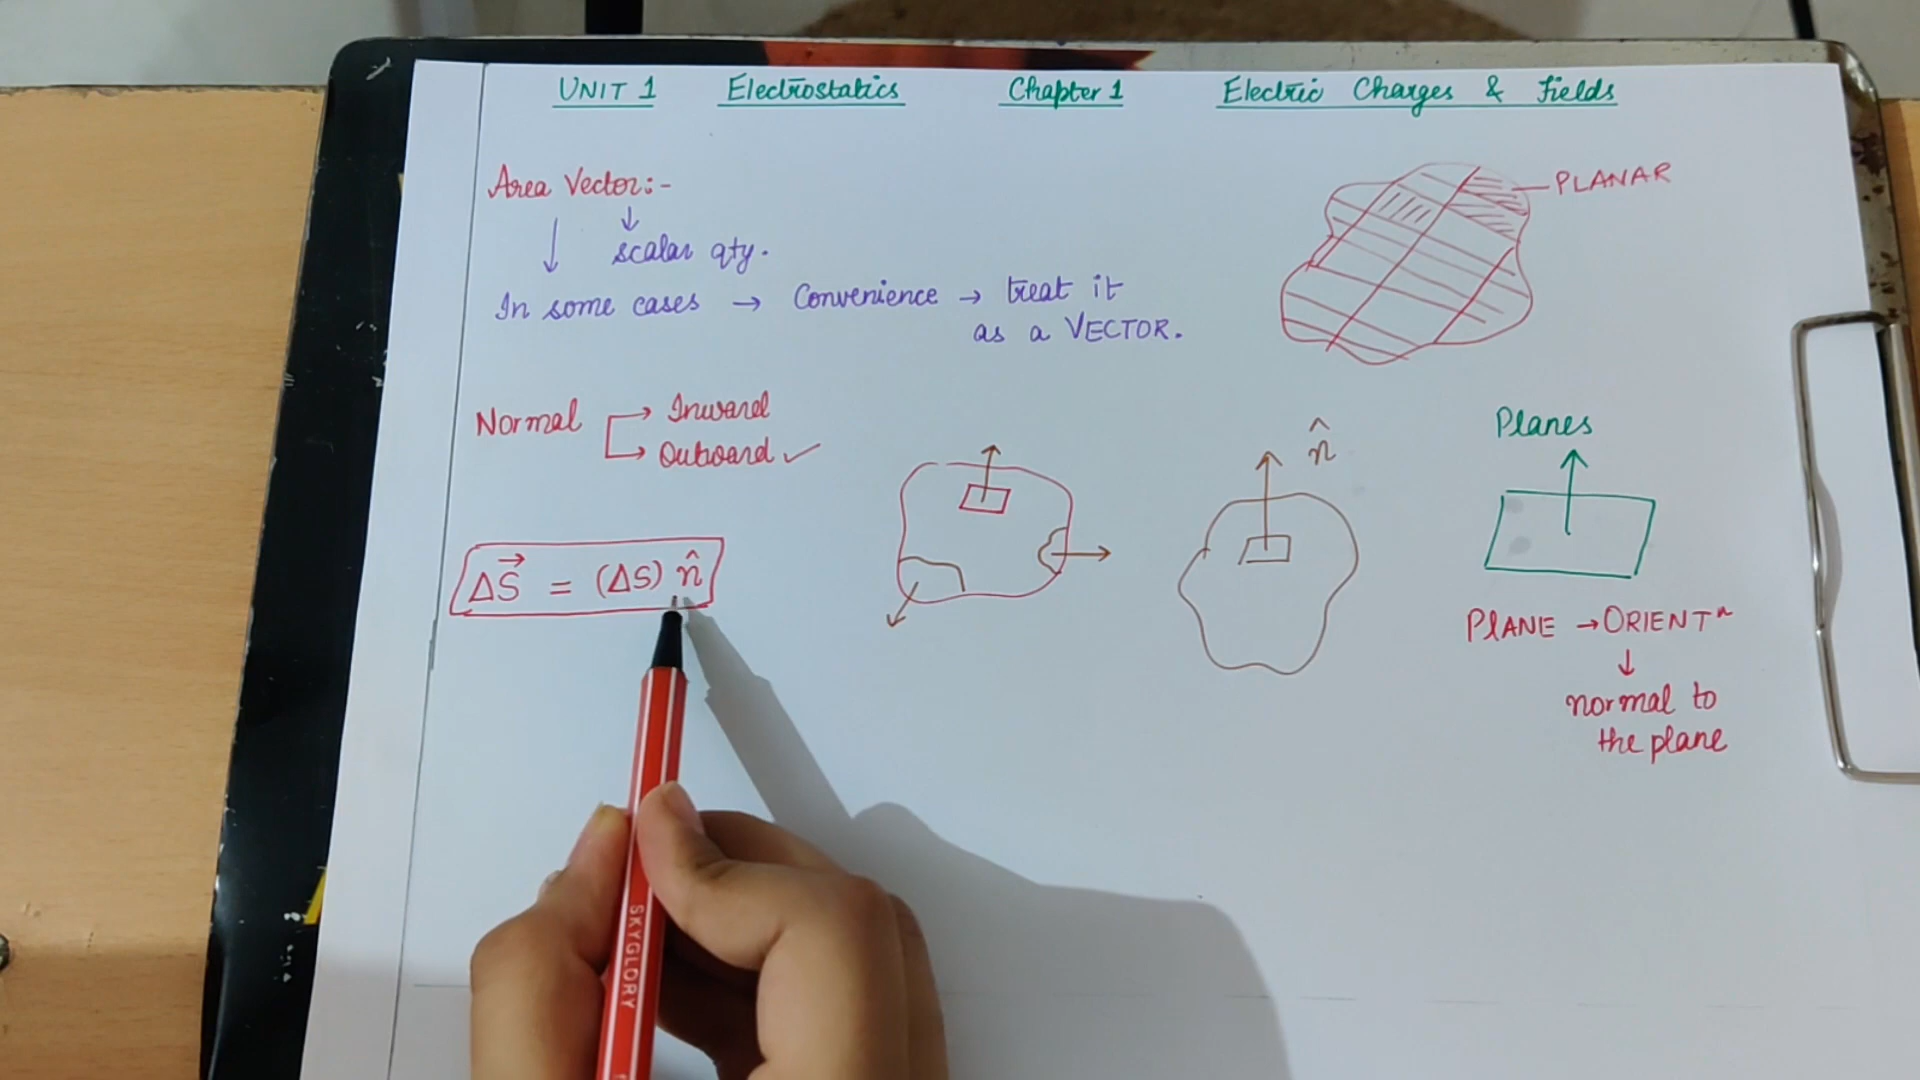 UNIT 1 Electrostatics Chapter 1 Electric Charges & Fields
Area Vector:-
↓ ↓
scalar qty.
In some cases → Convenience → treat it
as a VECTOR.
PLANAR
Normal → Inward
→ Outward ✓
ΔS⃗ = (ΔS) n̂
n̂
Planes
PLANE → ORIENTⁿ
↓
normal to
the plane
SKYGLORY